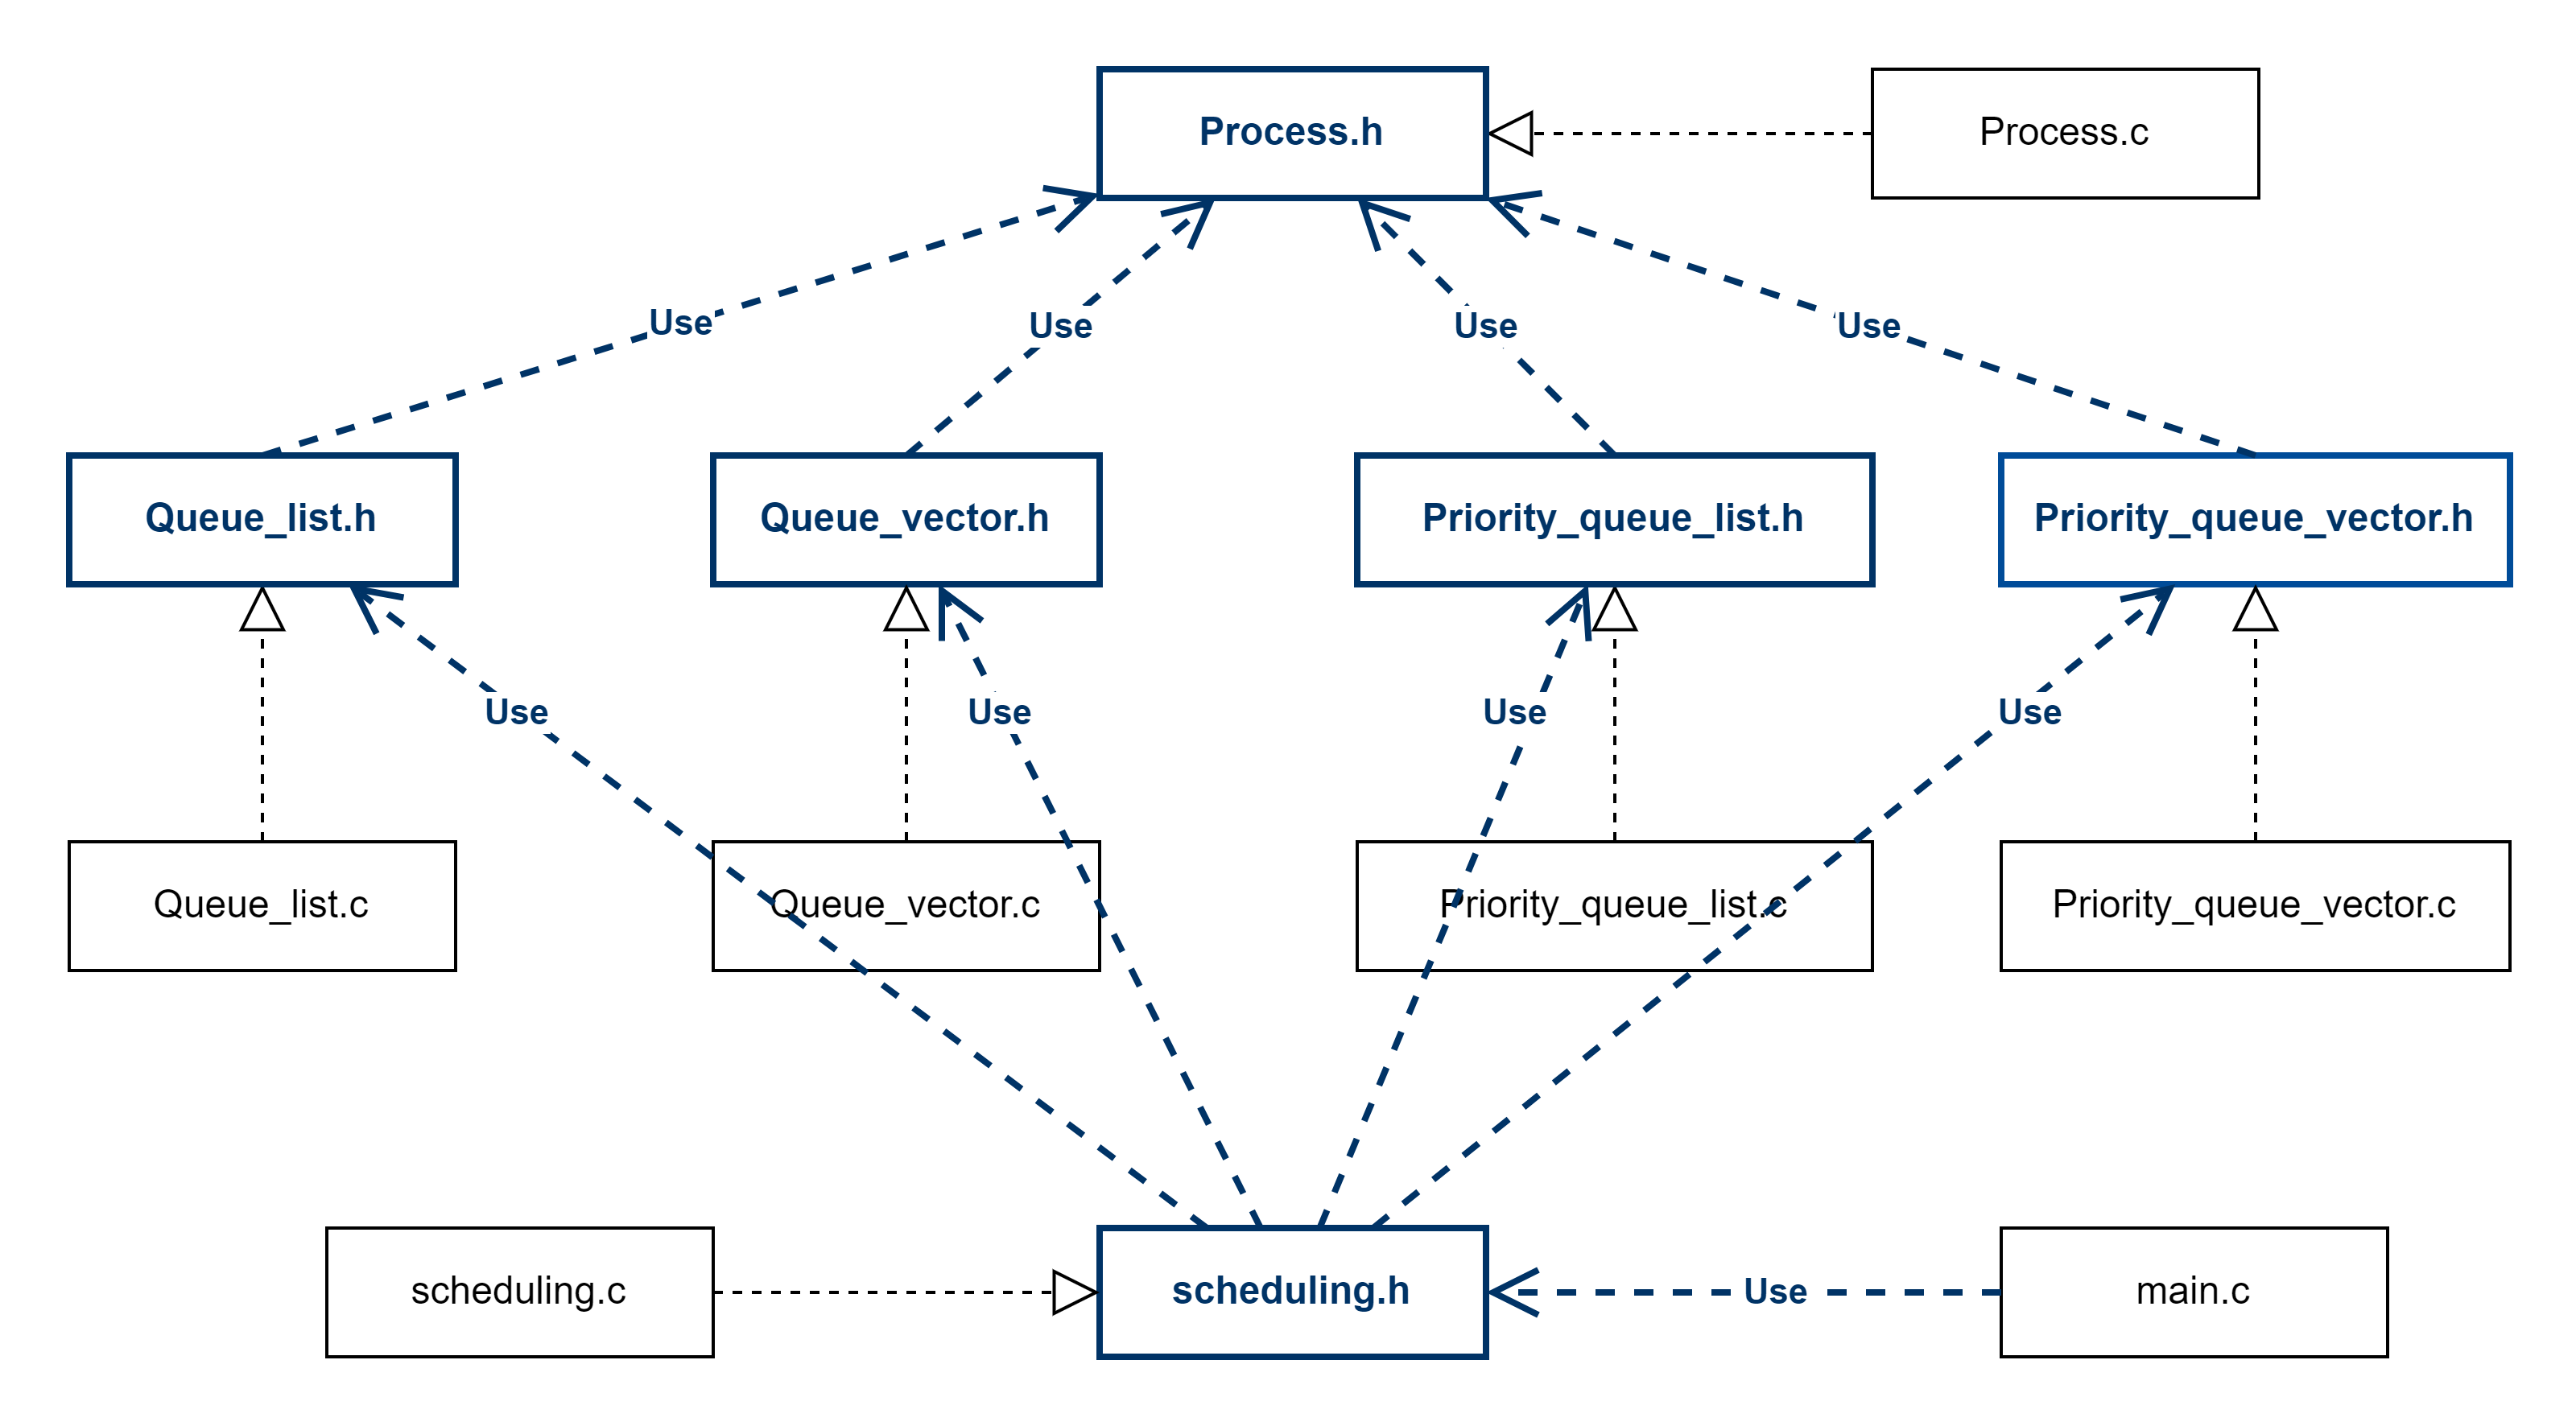 Process.h
Process.c
Use
Use
Use
Use
Queue_list.h
Queue_vector.h
Priority_queue_list.h
Priority_queue_vector.h
Use
Use
Use
Use
Queue_list.c
Queue_vector.c
Priority_queue_list.c
Priority_queue_vector.c
scheduling.c
scheduling.h
Use
main.c